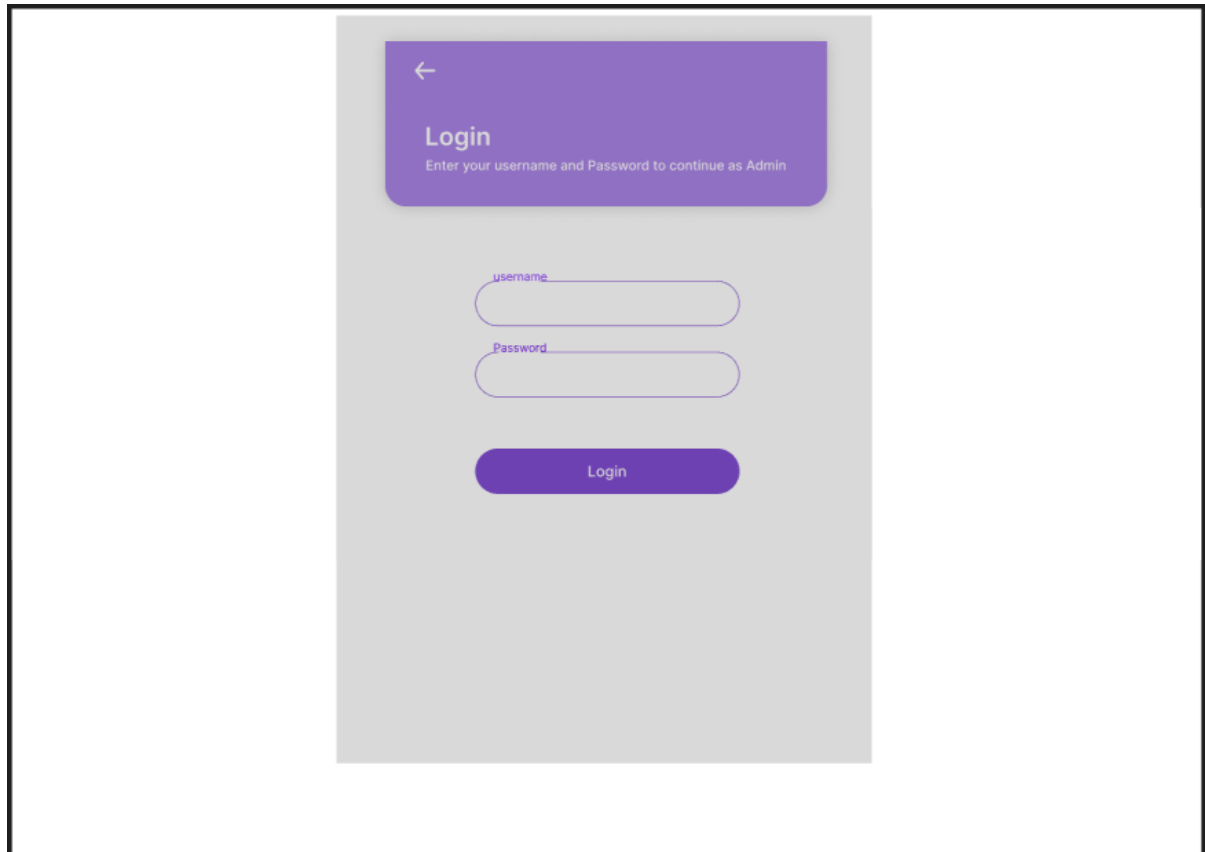 Login
Enter your username and Password to continue as Admin
username
Password
Login